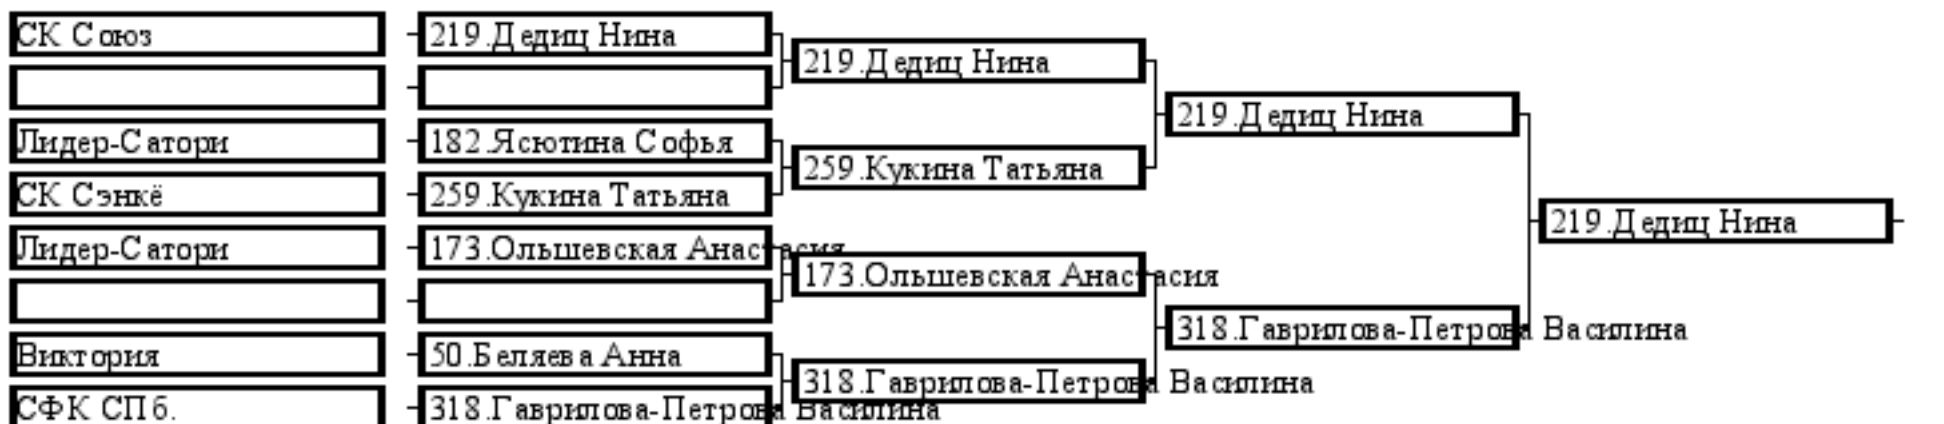 СК Союз
219.Дедиц Нина
219.Дедиц Нина
219.Дедиц Нина
Лидер-Сатори
182.Ясютина Софья
259.Кукина Татьяна
СК Сэнкё
259.Кукина Татьяна
219.Дедиц Нина
Лидер-Сатори
173.Ольшевская Анастасия
173.Ольшевская Анастасия
318.Гаврилова-Петрова Василина
Виктория
50.Беляева Анна
318.Гаврилова-Петрова Василина
СФК СПб.
318.Гаврилова-Петрова Василина